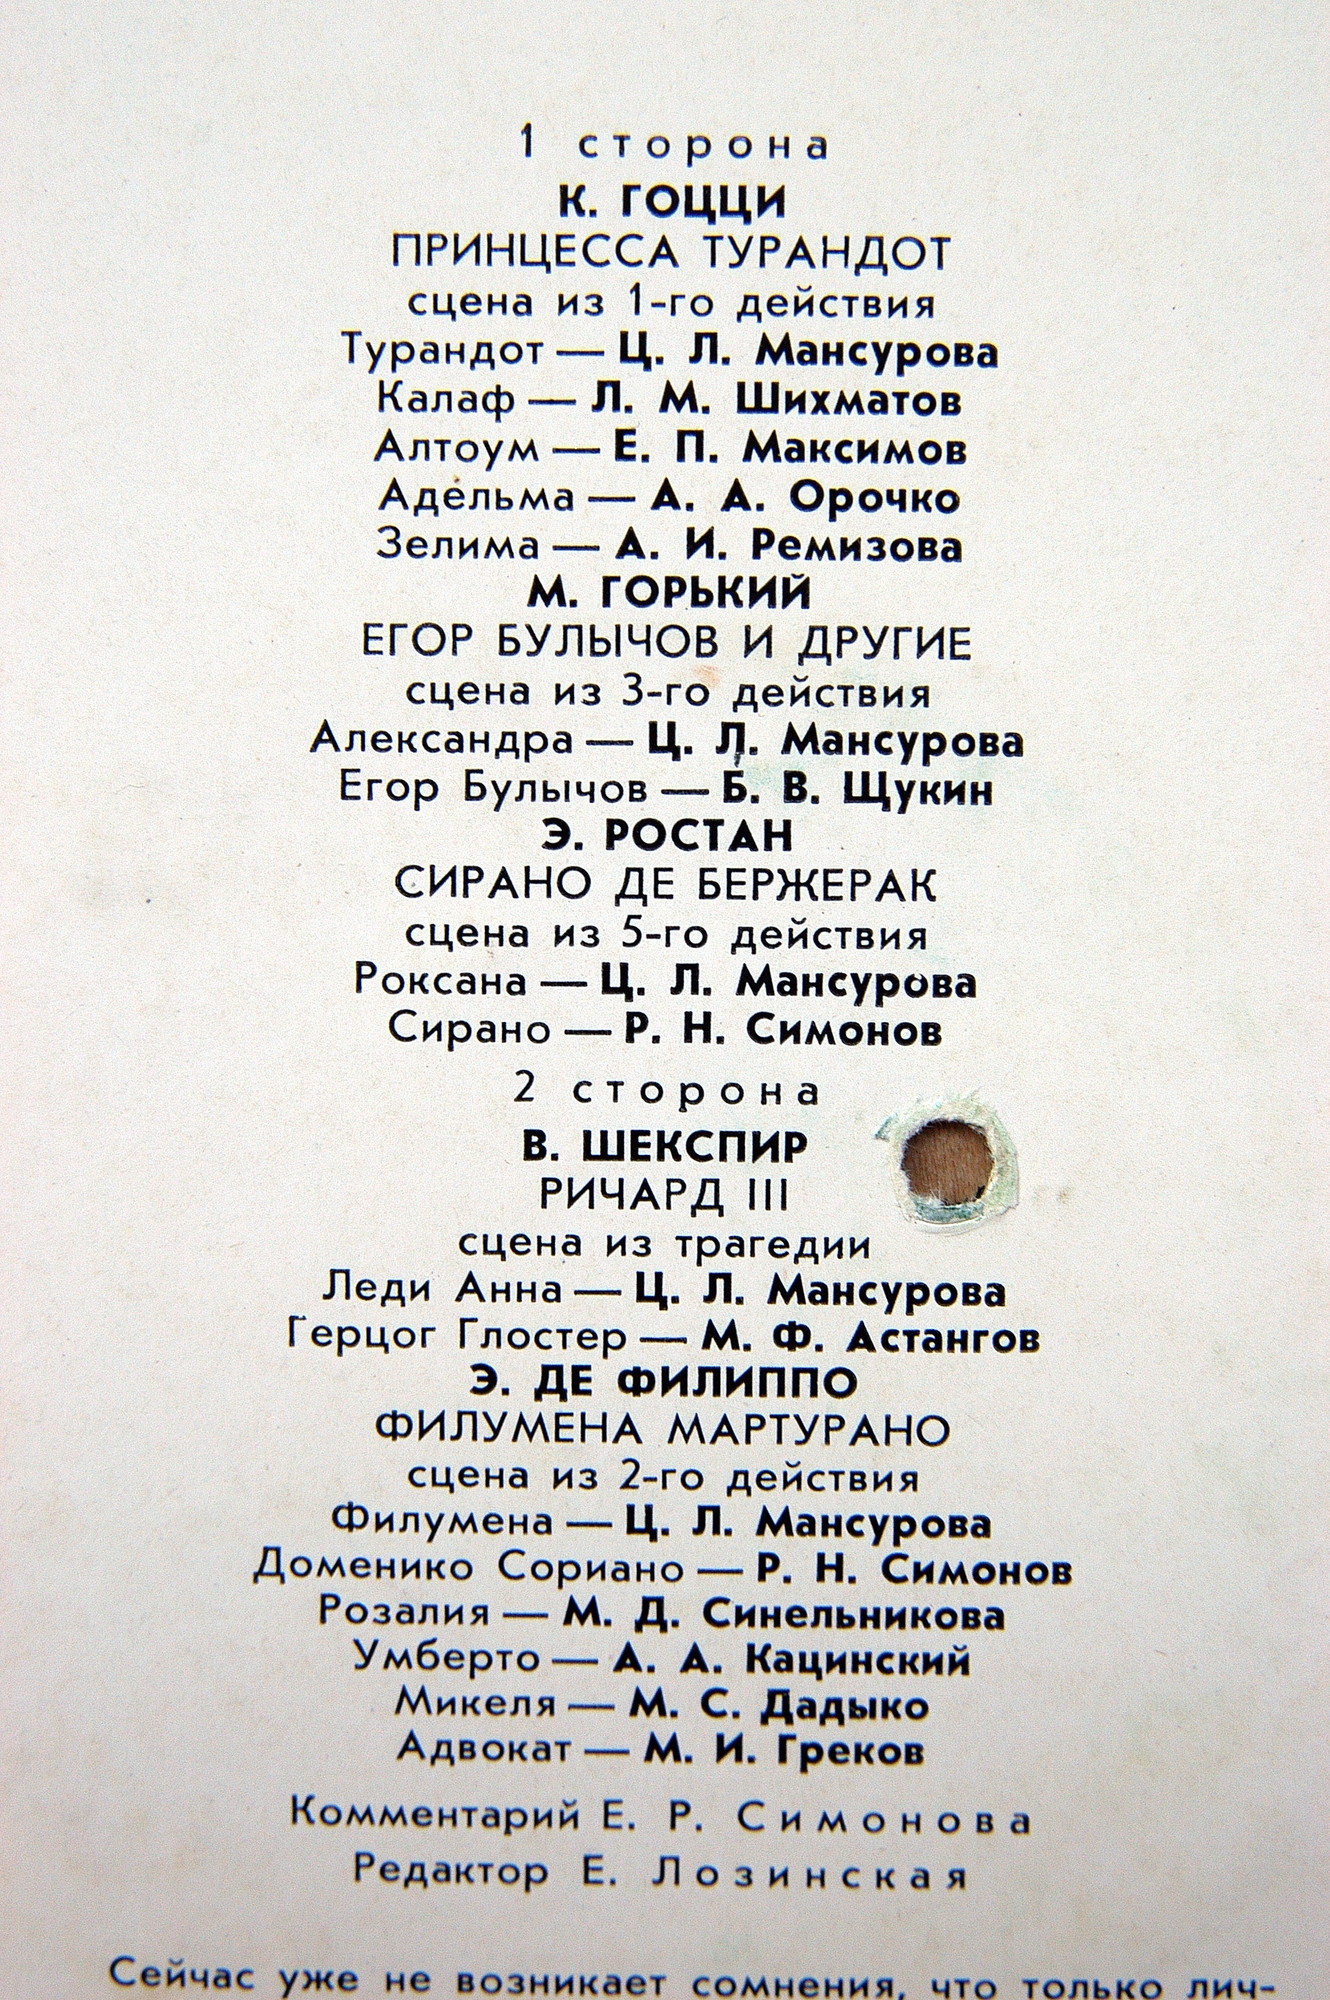 1 сторона
К. ГОЦЦИ
ПРИНЦЕССА ТУРАНДОТ
сцена из 1-го действия
Турандот — Ц. Л. Мансурова
Калаф — Л. М. Шихматов
Алтоум — Е. П. Максимов
Адельма — А. А. Орочко
Зелима — А. И. Ремизова
М. ГОРЬКИЙ
ЕГОР БУЛЫЧОВ И ДРУГИЕ
сцена из 3-го действия
Александра — Ц. Л. Мансурова
Егор Булычов — Б. В. Щукин
Э. РОСТАН
СИРАНО ДЕ БЕРЖЕРАК
сцена из 5-го действия
Роксана — Ц. Л. Мансурова
Сирано — Р. Н. Симонов
2 сторона
В. ШЕКСПИР
РИЧАРД III
сцена из трагедии
Леди Анна — Ц. Л. Мансурова
Герцог Глостер — М. Ф. Астангов
Э. ДЕ ФИЛИППО
ФИЛУМЕНА МАРТУРАНО
сцена из 2-го действия
Филумена — Ц. Л. Мансурова
Доменико Сориано — Р. Н. Симонов
Розалия — М. Д. Синельникова
Умберто — А. А. Кацинский
Микеля — М. С. Дадыко
Адвокат — М. И. Греков
Комментарий Е. Р. Симонова
Редактор Е. Лозинская
Сейчас уже не возникает сомнения, что только лич-